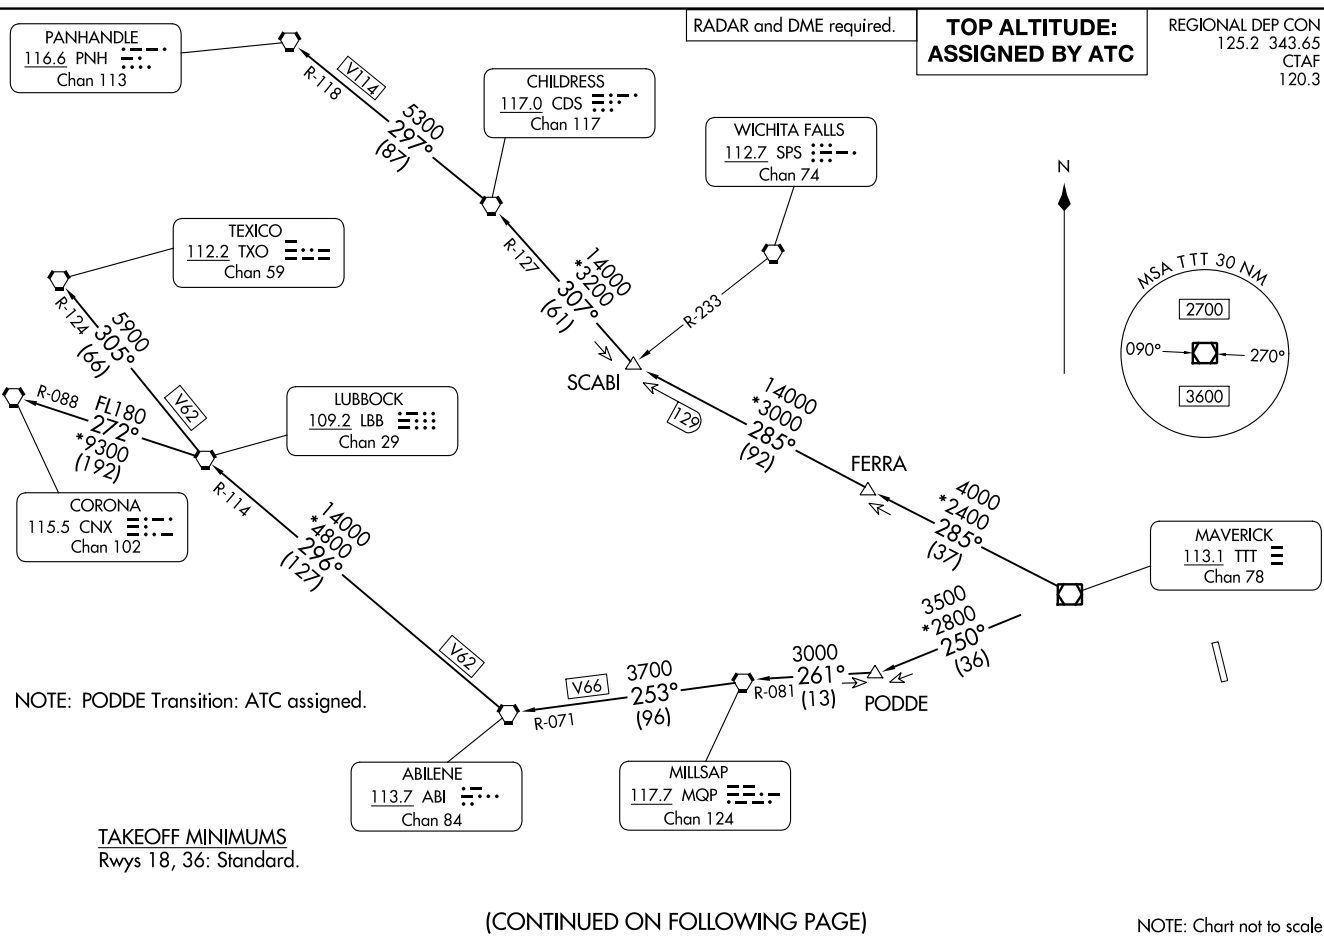 RADAR and DME required.
TOP ALTITUDE:
ASSIGNED BY ATC
REGIONAL DEP CON
125.2 343.65
CTAF
120.3
PANHANDLE
116.6 PNH
Chan 113
R-118
V114
5300
297°
(87)
CHILDRESS
117.0 CDS
Chan 117
WICHITA FALLS
112.7 SPS
Chan 74
N
MSA TTT 30 NM
2700
090°
270°
3600
TEXICO
112.2 TXO
Chan 59
R-127
14000
*3200
307°
(61)
R-233
SCABI
R-124
5900
305°
(66)
V62
R-088
FL180
272°
*9300
(192)
LUBBOCK
109.2 LBB
Chan 29
129
14000
*3000
285°
(92)
FERRA
CORONA
115.5 CNX
Chan 102
R-114
14000
*4800
296°
(127)
V62
4000
*2400
285°
(37)
MAVERICK
113.1 TTT
Chan 78
3500
*2800
250°
(36)
PODDE
3000
261°
(13)
R-081
3700
253°
(96)
V66
R-071
NOTE: PODDE Transition: ATC assigned.
ABILENE
113.7 ABI
Chan 84
MILLSAP
117.7 MQP
Chan 124
TAKEOFF MINIMUMS
Rwys 18, 36: Standard.
(CONTINUED ON FOLLOWING PAGE)
NOTE: Chart not to scale